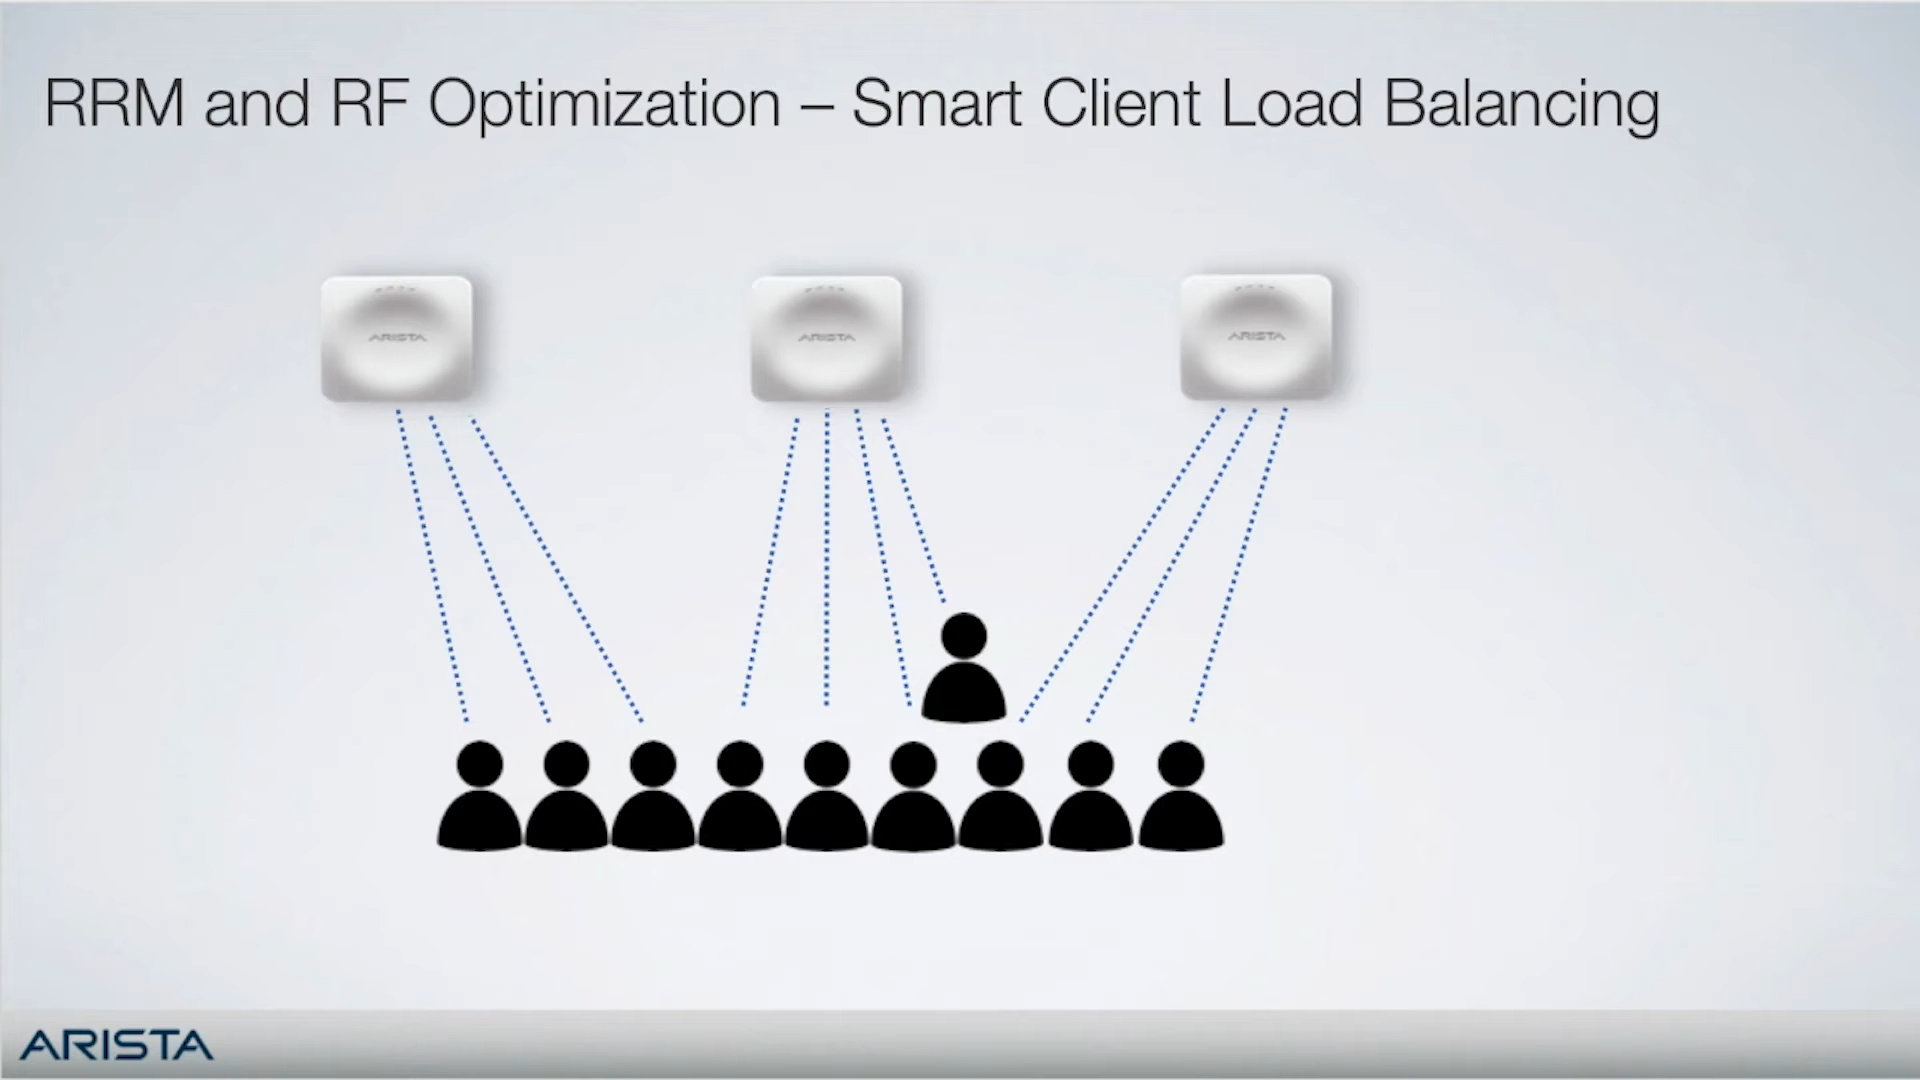 RRM and RF Optimization – Smart Client Load Balancing
ARISTA
ARISTA
ARISTA
ARISTA